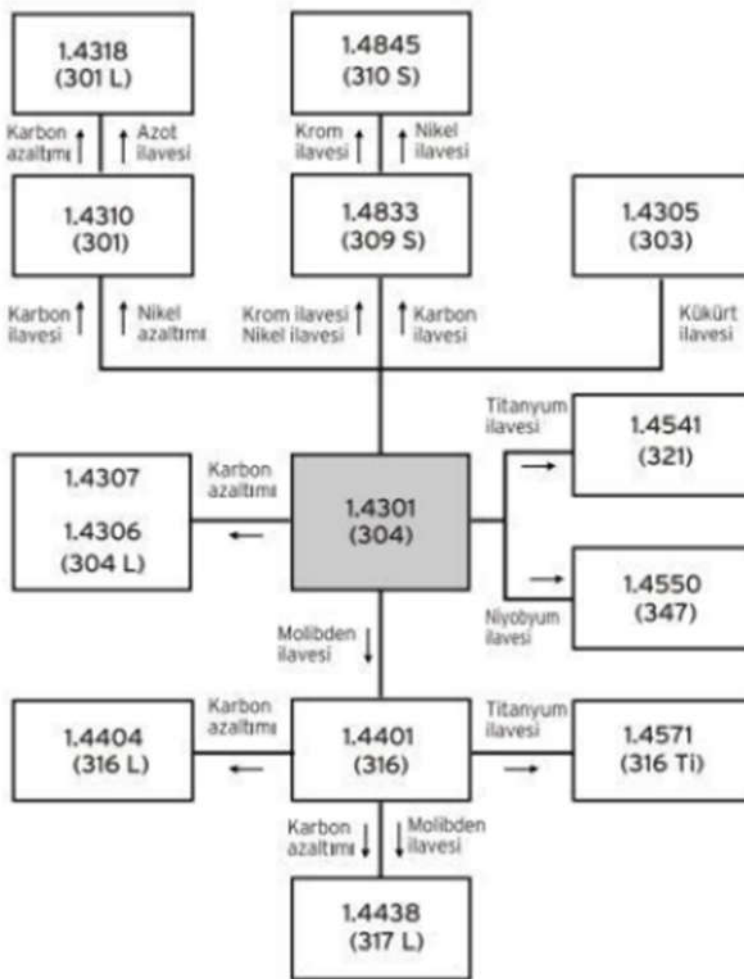 1.4318
(301 L)
1.4845
(310 S)
Karbon
azaltımı
Azot
ilavesi
Krom
ilavesi
Nikel
ilavesi
1.4310
(301)
1.4833
(309 S)
1.4305
(303)
Karbon
ilavesi
Nikel
azaltımı
Krom ilavesi
Nikel ilavesi
Karbon
ilavesi
Kükürt
ilavesi
Titanyum
ilavesi
1.4541
(321)
1.4307
1.4306
(304 L)
Karbon
azaltımı
1.4301
(304)
Niyobyum
ilavesi
1.4550
(347)
Molibden
ilavesi
1.4404
(316 L)
Karbon
azaltımı
1.4401
(316)
Titanyum
ilavesi
1.4571
(316 Ti)
Karbon
azaltımı
Molibden
ilavesi
1.4438
(317 L)